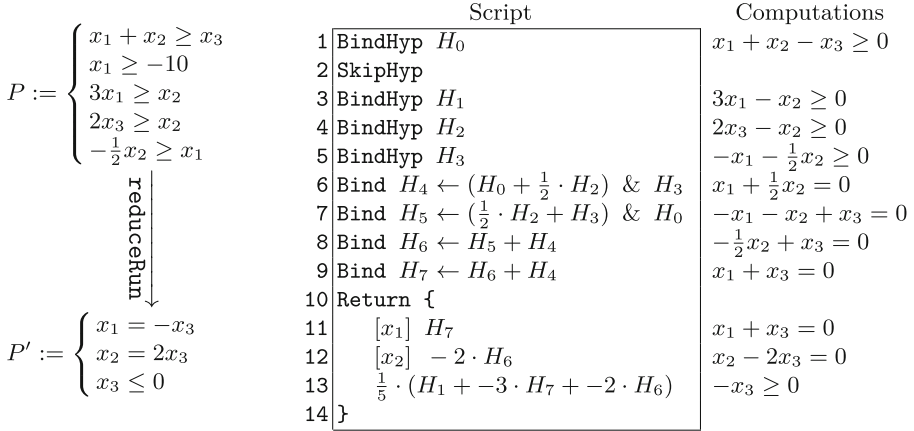 Script Computations
P := { x₁ + x₂ ≥ x₃
x₁ ≥ −10
3x₁ ≥ x₂
2x₃ ≥ x₂
−½x₂ ≥ x₁
reduceRun
P′ := { x₁ = −x₃
x₂ = 2x₃
x₃ ≤ 0
1 BindHyp H₀ x₁ + x₂ − x₃ ≥ 0
2 SkipHyp
3 BindHyp H₁ 3x₁ − x₂ ≥ 0
4 BindHyp H₂ 2x₃ − x₂ ≥ 0
5 BindHyp H₃ −x₁ − ½x₂ ≥ 0
6 Bind H₄ ← (H₀ + ½ · H₂) & H₃ x₁ + ½x₂ = 0
7 Bind H₅ ← (½ · H₂ + H₃) & H₀ −x₁ − x₂ + x₃ = 0
8 Bind H₆ ← H₅ + H₄ −½x₂ + x₃ = 0
9 Bind H₇ ← H₆ + H₄ x₁ + x₃ = 0
10 Return {
11 [x₁] H₇ x₁ + x₃ = 0
12 [x₂] −2 · H₆ x₂ − 2x₃ = 0
13 ⅕ · (H₁ + −3 · H₇ + −2 · H₆) −x₃ ≥ 0
14 }